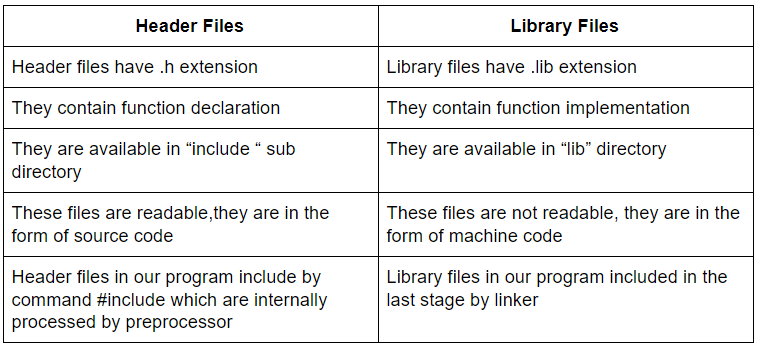 Header Files
Library Files
Header files have .h extension
Library files have .lib extension
They contain function declaration
They contain function implementation
They are available in “include “ sub
directory
They are available in “lib” directory
These files are readable,they are in the
form of source code
These files are not readable, they are in the
form of machine code
Header files in our program include by
command #include which are internally
processed by preprocessor
Library files in our program included in the
last stage by linker